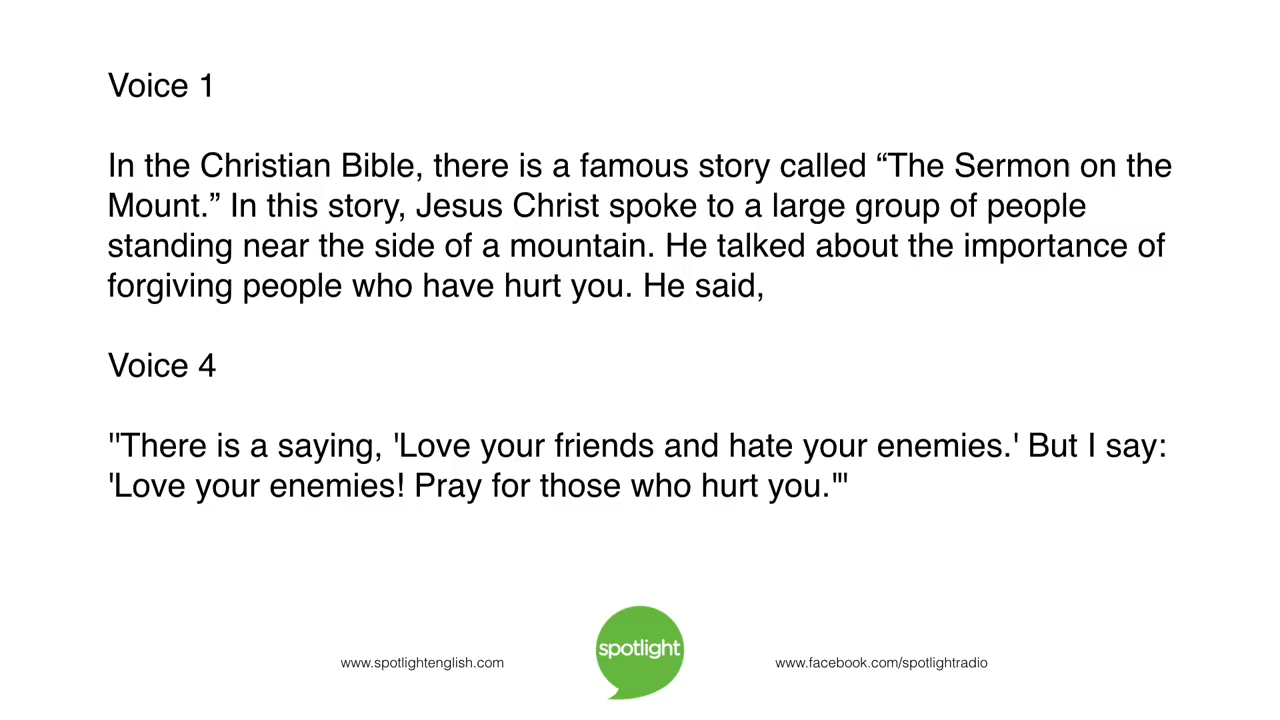 Voice 1
In the Christian Bible, there is a famous story called “The Sermon on the
Mount.” In this story, Jesus Christ spoke to a large group of people
standing near the side of a mountain. He talked about the importance of
forgiving people who have hurt you. He said,
Voice 4
"There is a saying, 'Love your friends and hate your enemies.' But I say:
'Love your enemies! Pray for those who hurt you.'"
spotlight
www.spotlightenglish.com
www.facebook.com/spotlightradio